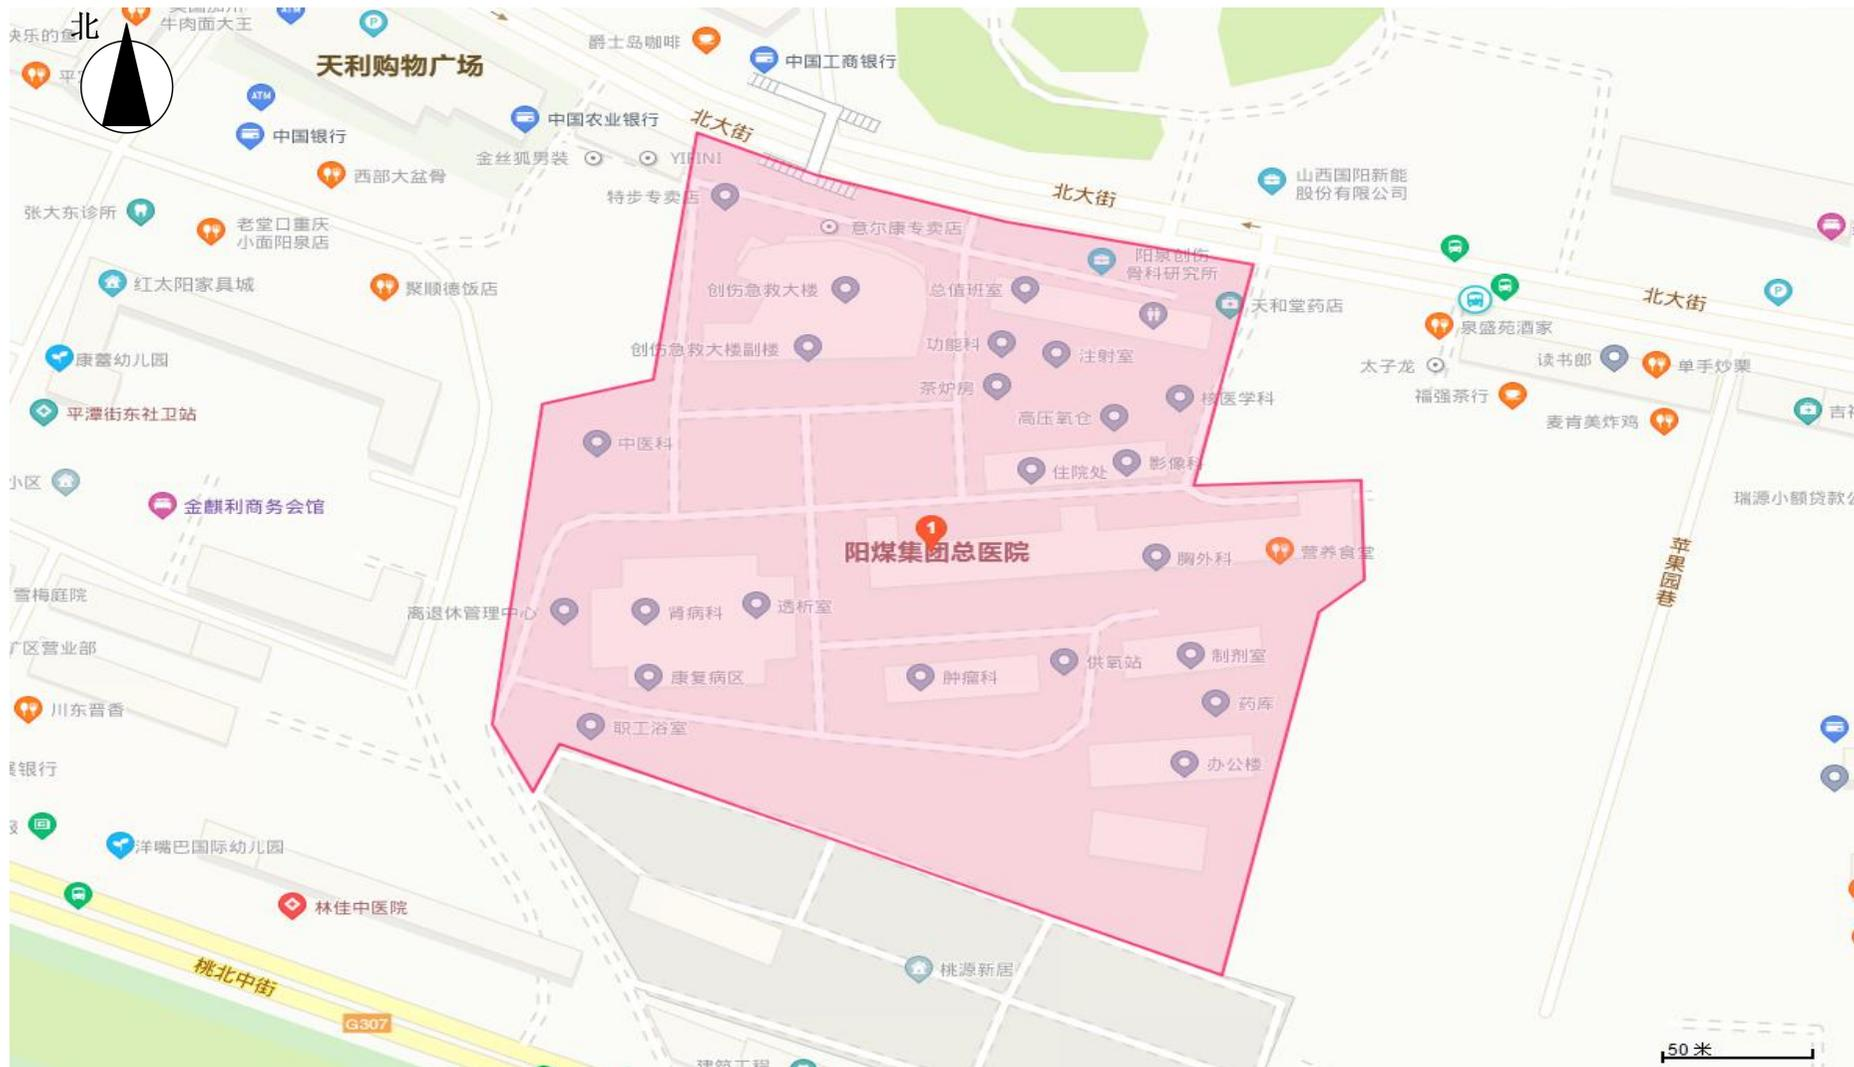 北
快乐的鱼
牛肉面大王
P
ATM
天利购物广场
爵士岛咖啡
中国工商银行
ATM
中国银行
中国农业银行
北大街
金丝狐男装
西部大盆骨
特步专卖店
意尔康专卖店
北大街
山西国阳新能
股份有限公司
张大东诊所
老堂口重庆
小面阳泉店
红太阳家具城
聚顺德饭店
创伤急救大楼
总值班室
阳泉创伤
骨科研究所
天和堂药店
北大街
P
泉盛苑酒家
康蕾幼儿园
创伤急救大楼副楼
功能科
注射室
太子龙
读书郎
单手炒栗
茶炉房
核医学科
福强茶行
平潭街东社卫站
高压氧仓
麦肯美炸鸡
中医科
住院处
影像科
小区
金麒利商务会馆
瑞源小额贷款
1
阳煤集团总医院
胸外科
营养食堂
苹果园巷
雪梅庭院
离退休管理中心
肾病科
透析室
矿区营业部
康复病区
肿瘤科
供氧站
制剂室
川东晋香
职工浴室
药库
办公楼
银行
洋嘴巴国际幼儿园
林佳中医院
桃北中街
桃源新居
G307
建筑工程
50 米